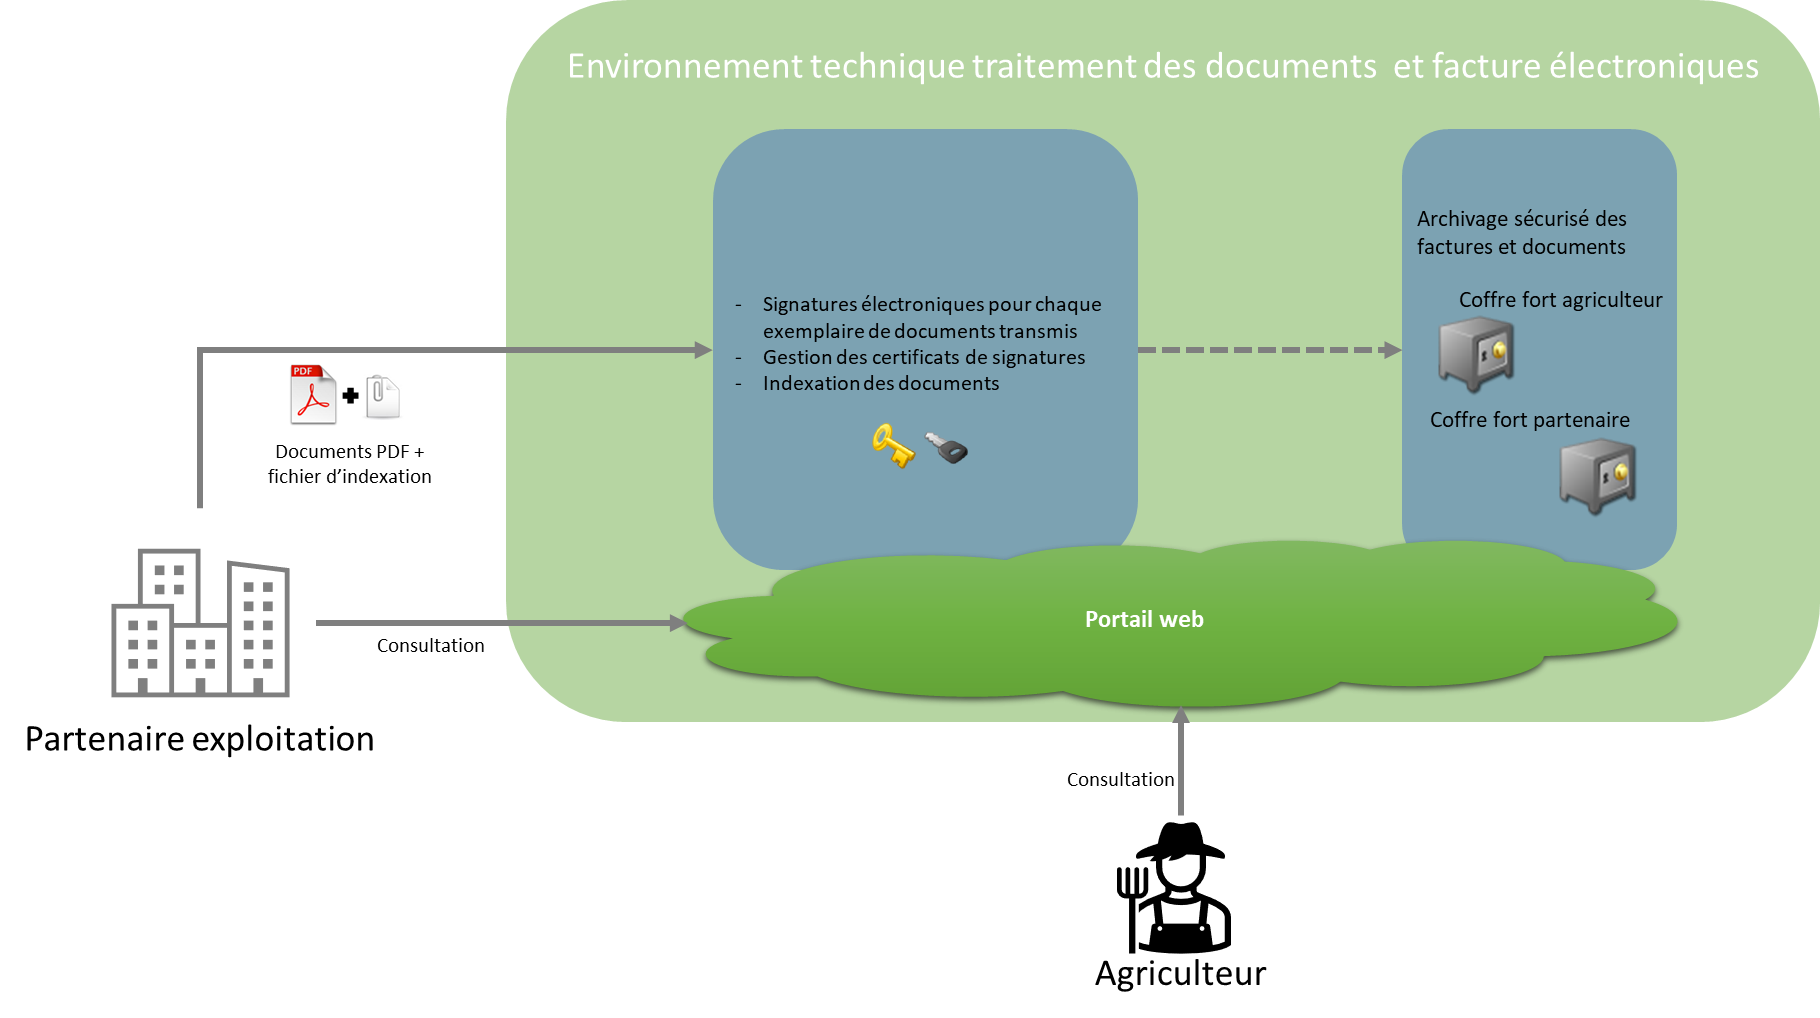 Environnement technique traitement des documents  et facture électroniques
Archivage sécurisé des
factures et documents
Coffre fort agriculteur
Coffre fort partenaire
- Signatures électroniques pour chaque
exemplaire de documents transmis
- Gestion des certificats de signatures
- Indexation des documents
PDF
Documents PDF +
fichier d’indexation
Portail web
Consultation
Partenaire exploitation
Consultation
Agriculteur